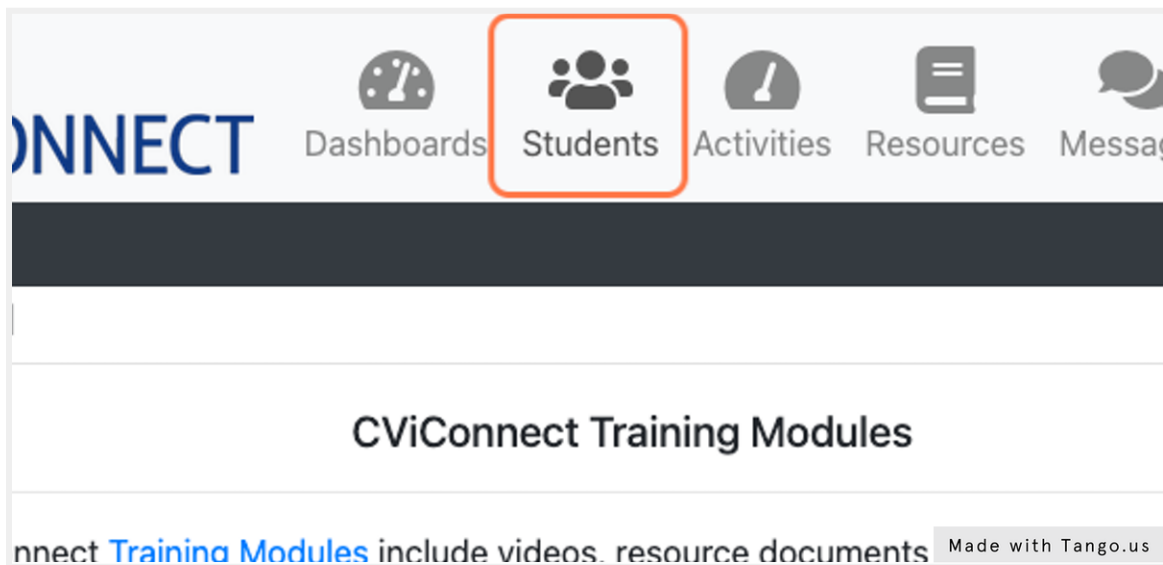 ONNECT
Dashboards Students Activities Resources Messag
CViConnect Training Modules
nnect Training Modules include videos, resource documents
Made with Tango.us